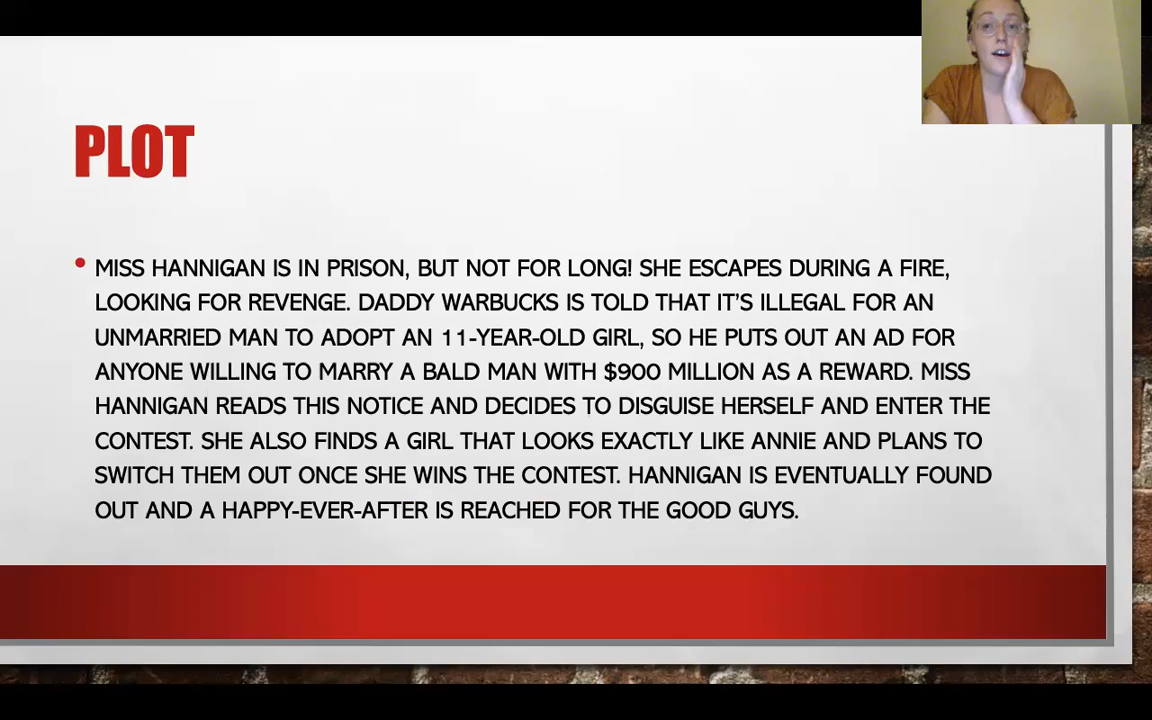 PLOT
• MISS HANNIGAN IS IN PRISON, BUT NOT FOR LONG! SHE ESCAPES DURING A FIRE,
LOOKING FOR REVENGE. DADDY WARBUCKS IS TOLD THAT IT'S ILLEGAL FOR AN
UNMARRIED MAN TO ADOPT AN 11-YEAR-OLD GIRL, SO HE PUTS OUT AN AD FOR
ANYONE WILLING TO MARRY A BALD MAN WITH $900 MILLION AS A REWARD. MISS
HANNIGAN READS THIS NOTICE AND DECIDES TO DISGUISE HERSELF AND ENTER THE
CONTEST. SHE ALSO FINDS A GIRL THAT LOOKS EXACTLY LIKE ANNIE AND PLANS TO
SWITCH THEM OUT ONCE SHE WINS THE CONTEST. HANNIGAN IS EVENTUALLY FOUND
OUT AND A HAPPY-EVER-AFTER IS REACHED FOR THE GOOD GUYS.